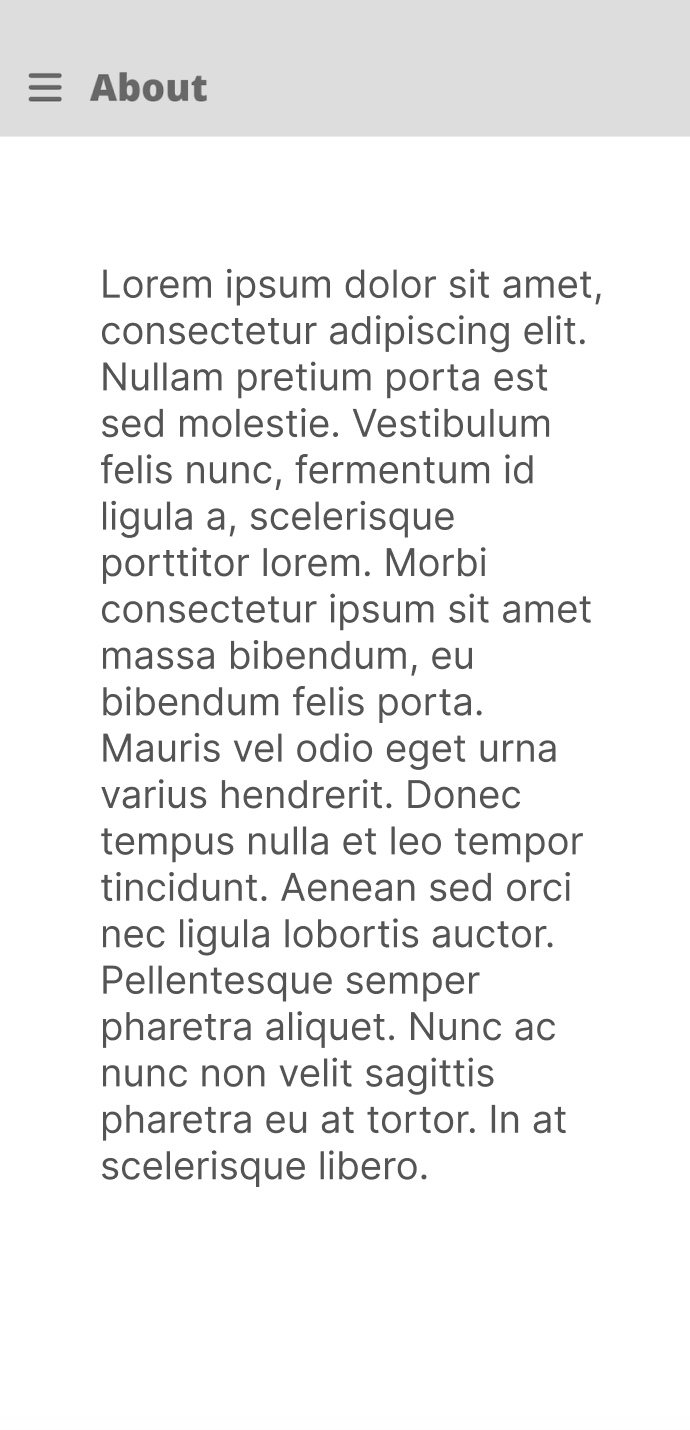 About
Lorem ipsum dolor sit amet,
consectetur adipiscing elit.
Nullam pretium porta est
sed molestie. Vestibulum
felis nunc, fermentum id
ligula a, scelerisque
porttitor lorem. Morbi
consectetur ipsum sit amet
massa bibendum, eu
bibendum felis porta.
Mauris vel odio eget urna
varius hendrerit. Donec
tempus nulla et leo tempor
tincidunt. Aenean sed orci
nec ligula lobortis auctor.
Pellentesque semper
pharetra aliquet. Nunc ac
nunc non velit sagittis
pharetra eu at tortor. In at
scelerisque libero.